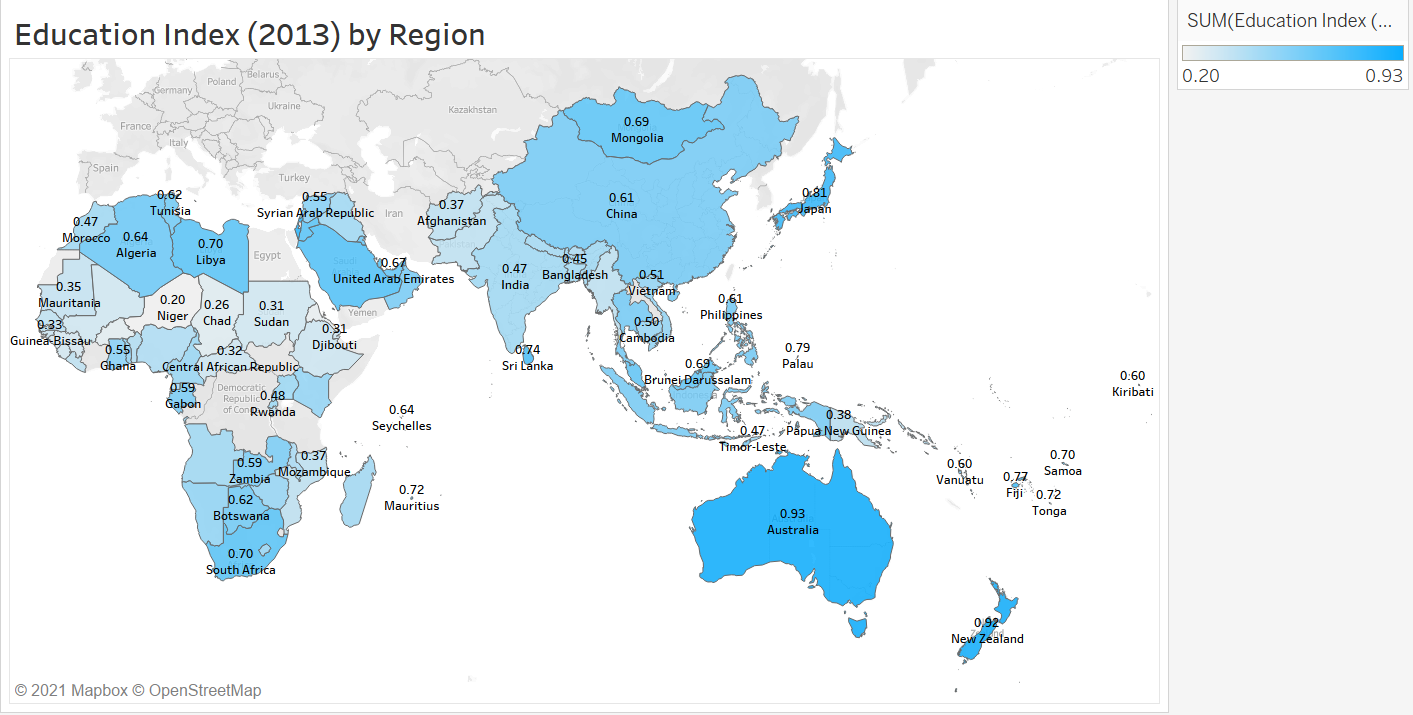 Education Index (2013) by Region
SUM(Education Index (...
0.20
0.93
Belarus
Poland
Germany
Ukraine
Kazakhstan
France
Italy
Spain
Turkey
Iran
Egypt
Yemen
Democratic
Republic
of Con
0.69
Mongolia
0.61
China
0.81
Japan
0.62
Tunisia
0.55
Syrian Arab Republic
0.37
Afghanistan
0.47
Morocco
0.64
Algeria
0.70
Libya
0.67
United Arab Emirates
0.47
India
0.45
Bangladesh
0.51
Vietnam
0.35
Mauritania
0.20
Niger
0.26
Chad
0.31
Sudan
0.61
Philippines
0.33
Guinea-Bissau
0.31
Djibouti
0.50
Cambodia
0.55
Ghana
0.32
Central African Republic
0.74
Sri Lanka
0.79
Palau
0.69
Brunei Darussalam
0.60
Kiribati
0.59
Gabon
0.48
Rwanda
0.64
Seychelles
0.47
Timor-Leste
0.38
Papua New Guinea
0.59
Zambia
0.37
Mozambique
0.60
Vanuatu
0.70
Samoa
0.77
Fiji
0.72
Tonga
0.62
Botswana
0.72
Mauritius
0.93
Australia
0.70
South Africa
0.92
New Zealand
© 2021 Mapbox © OpenStreetMap